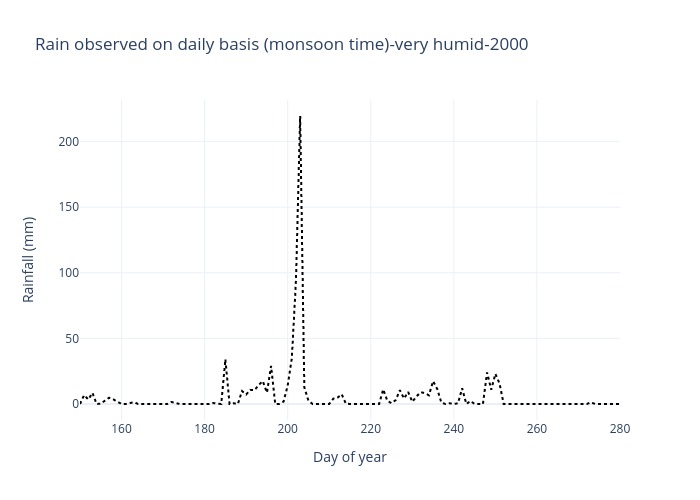 Rain observed on daily basis (monsoon time)-very humid-2000
200
150
100
50
0
Rainfall (mm)
160 180 200 220 240 260 280
Day of year